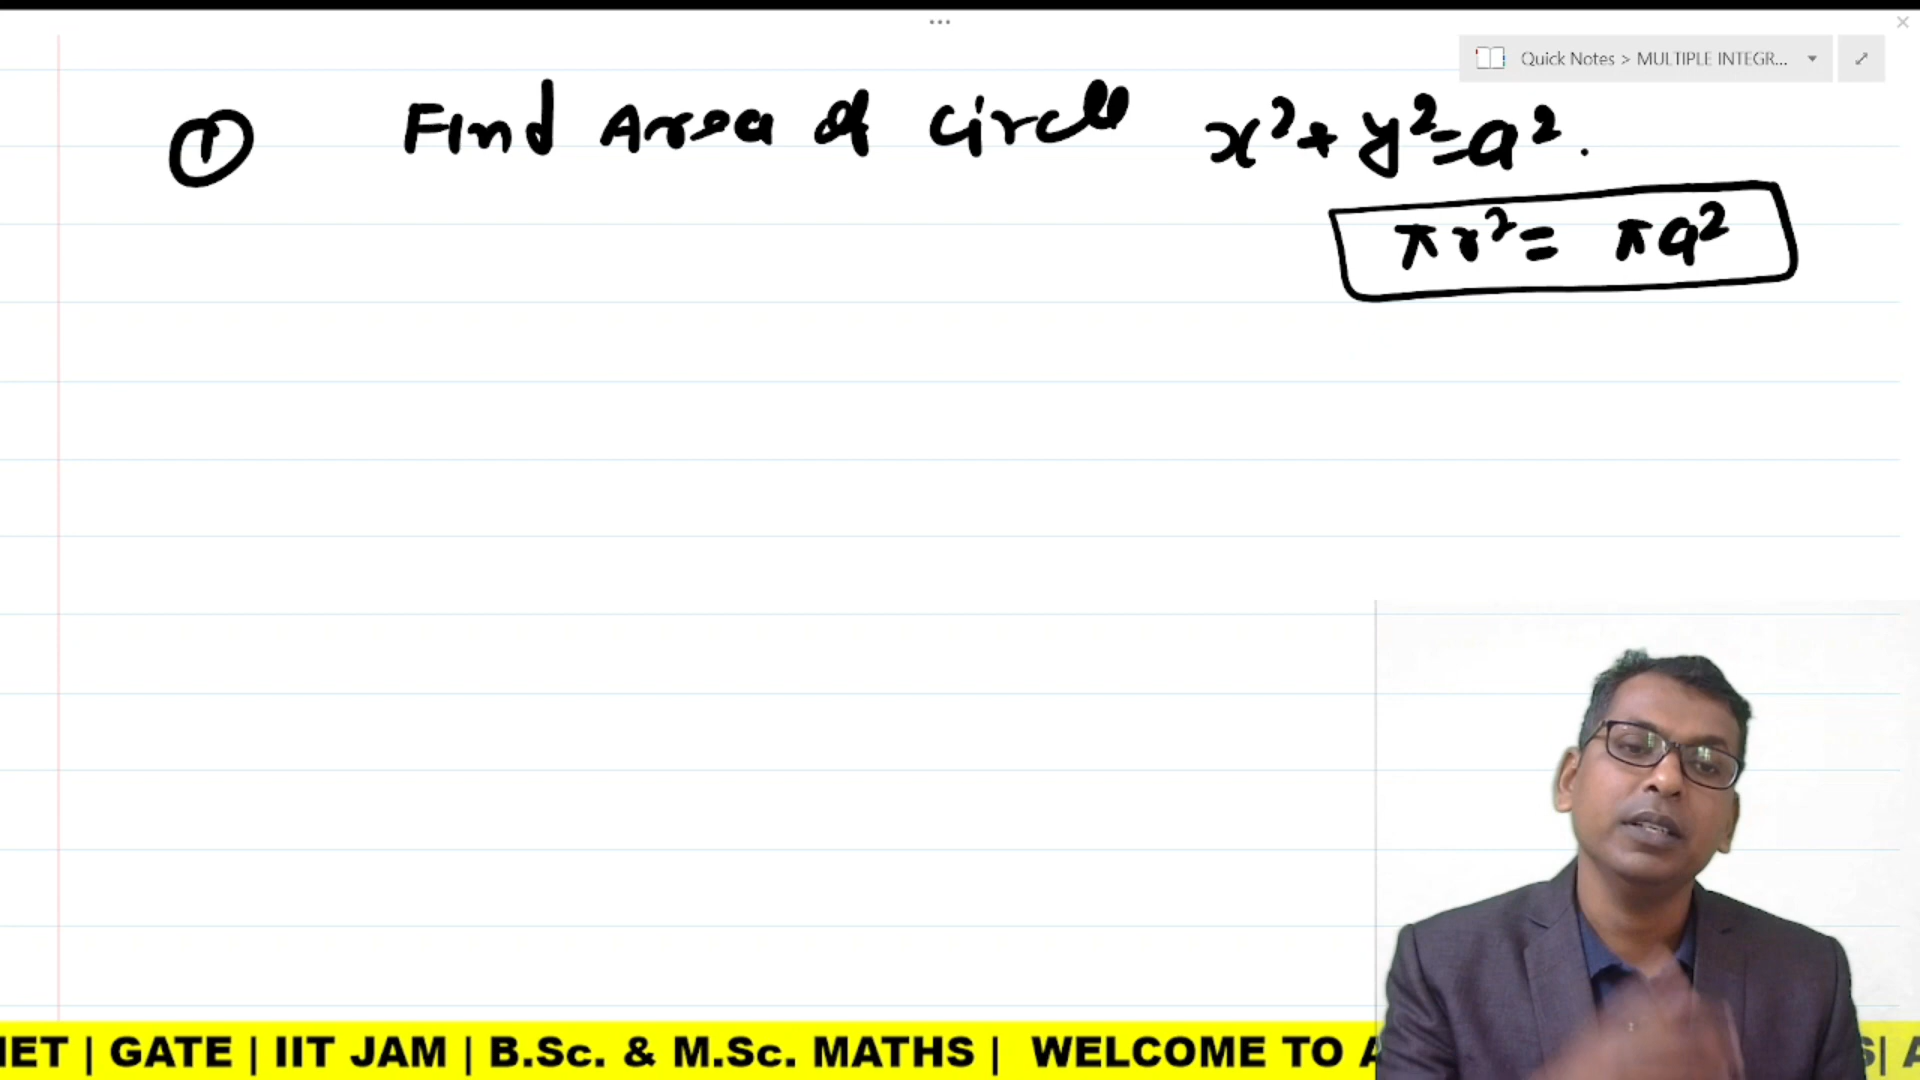 Quick Notes > MULTIPLE INTEGR...
① Find Area of Circle x²+y²=a².
πr² = πa²
NET | GATE | IIT JAM | B.Sc. & M.Sc. MATHS | WELCOME TO A